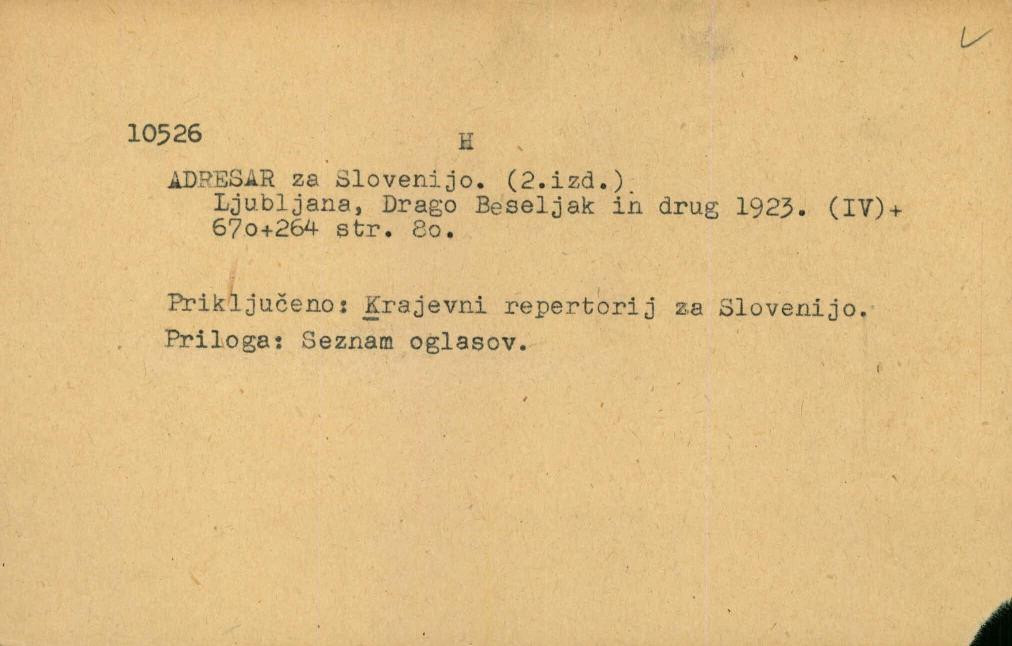 10526 H
ADRESAR za Slovenijo. (2.izd.).
Ljubljana, Drago Beseljak in drug 1923. (IV)+
67o+264 str. 8o.
Priključeno: Krajevni repertorij za Slovenijo.
Priloga: Seznam oglasov.